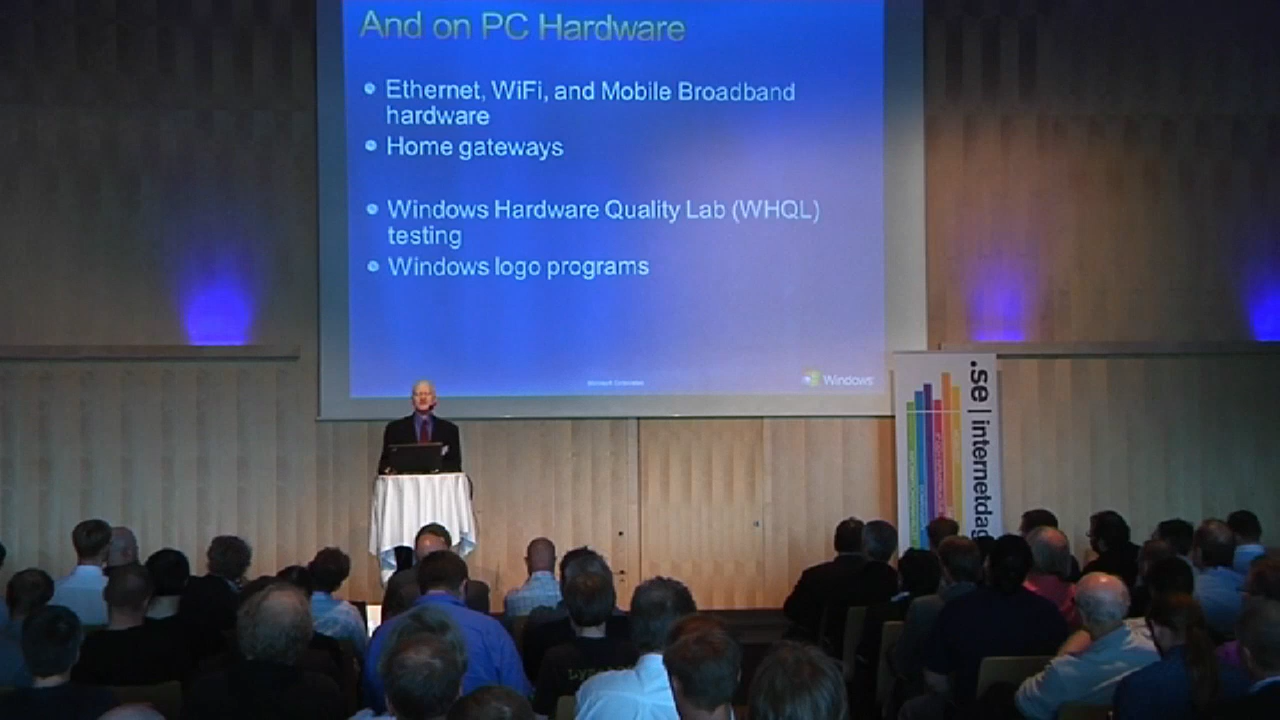 And on PC Hardware
Ethernet, WiFi, and Mobile Broadband
hardware
Home gateways
Windows Hardware Quality Lab (WHQL)
testing
Windows logo programs
Windows
.se | internetdag